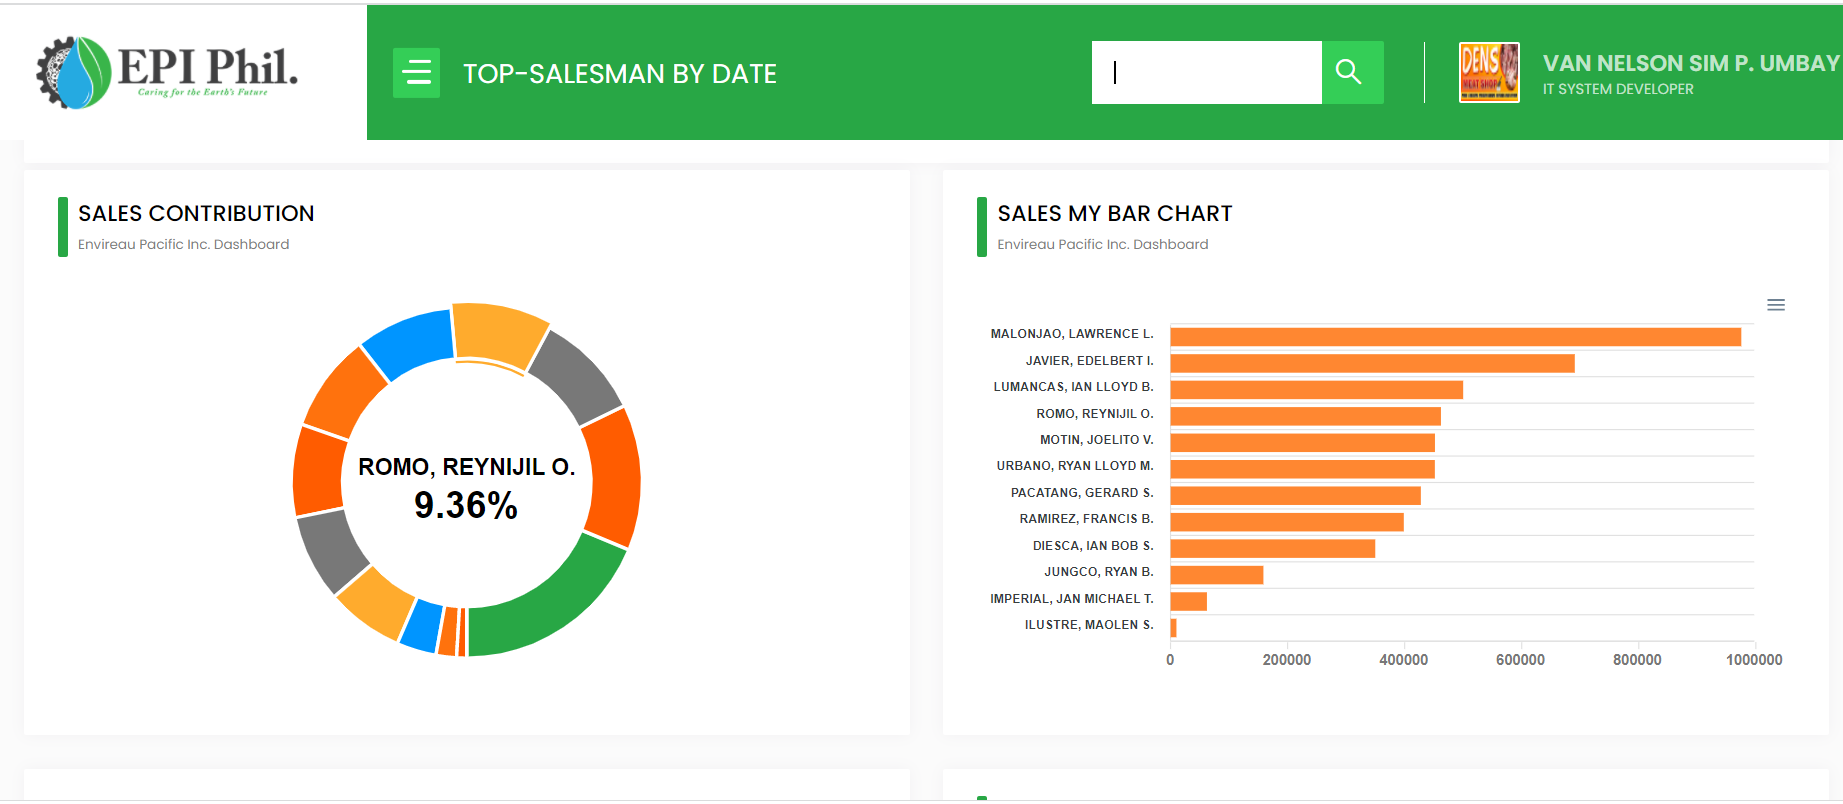 EPI Phil.
Caring for the Earth's Future
TOP-SALESMAN BY DATE
DENS
MEAT SHOP
VAN NELSON SIM P. UMBAY
IT SYSTEM DEVELOPER
SALES CONTRIBUTION
Envireau Pacific Inc. Dashboard
ROMO, REYNIJIL O.
9.36%
SALES MY BAR CHART
Envireau Pacific Inc. Dashboard
MALONJAO, LAWRENCE L.
JAVIER, EDELBERT I.
LUMANCAS, IAN LLOYD B.
ROMO, REYNIJIL O.
MOTIN, JOELITO V.
URBANO, RYAN LLOYD M.
PACATANG, GERARD S.
RAMIREZ, FRANCIS B.
DIESCA, IAN BOB S.
JUNGCO, RYAN B.
IMPERIAL, JAN MICHAEL T.
ILUSTRE, MAOLEN S.
0 200000 400000 600000 800000 1000000